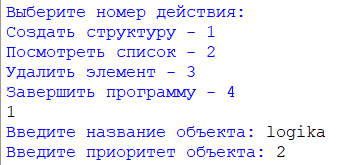 Выберите номер действия:
Создать структуру - 1
Посмотреть список - 2
Удалить элемент - 3
Завершить программу - 4
1
Введите название объекта: logika
Введите приоритет объекта: 2